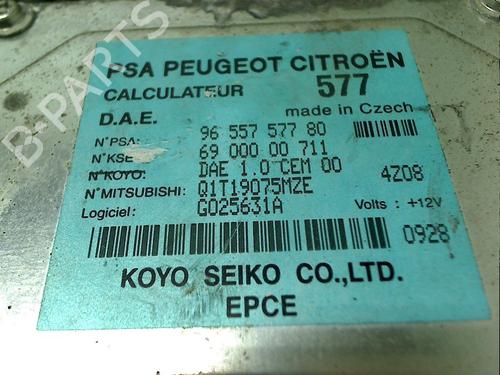 PSA PEUGEOT CITROËN
CALCULATEUR 577
D.A.E. made in Czech
N°PSA: 96 557 577 80
N°KSE 69 000 00 711
N°KOYO: DAE 1.0 CEM 00 4Z08
N°MITSUBISHI: Q1T19075MZE
Logiciel: G025631A Volts : +12V
0928
KOYO SEIKO CO.,LTD.
EPCE
B-PARTS